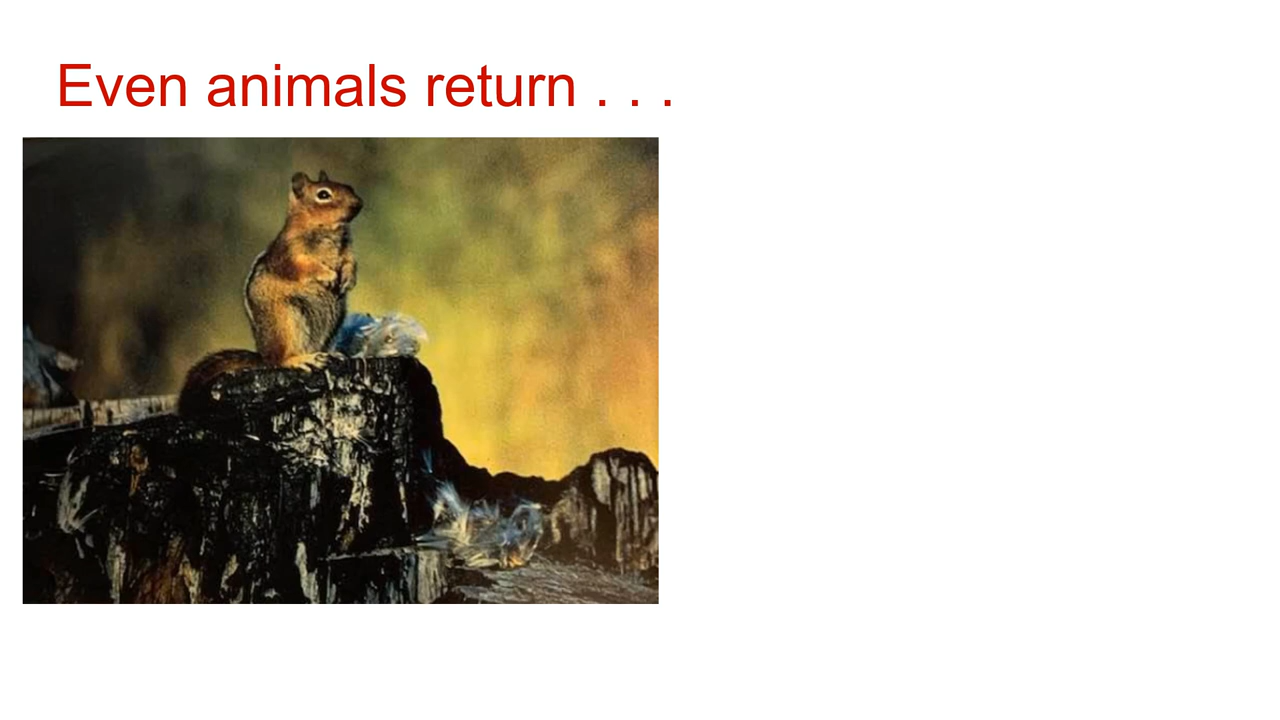 Even animals return . . .